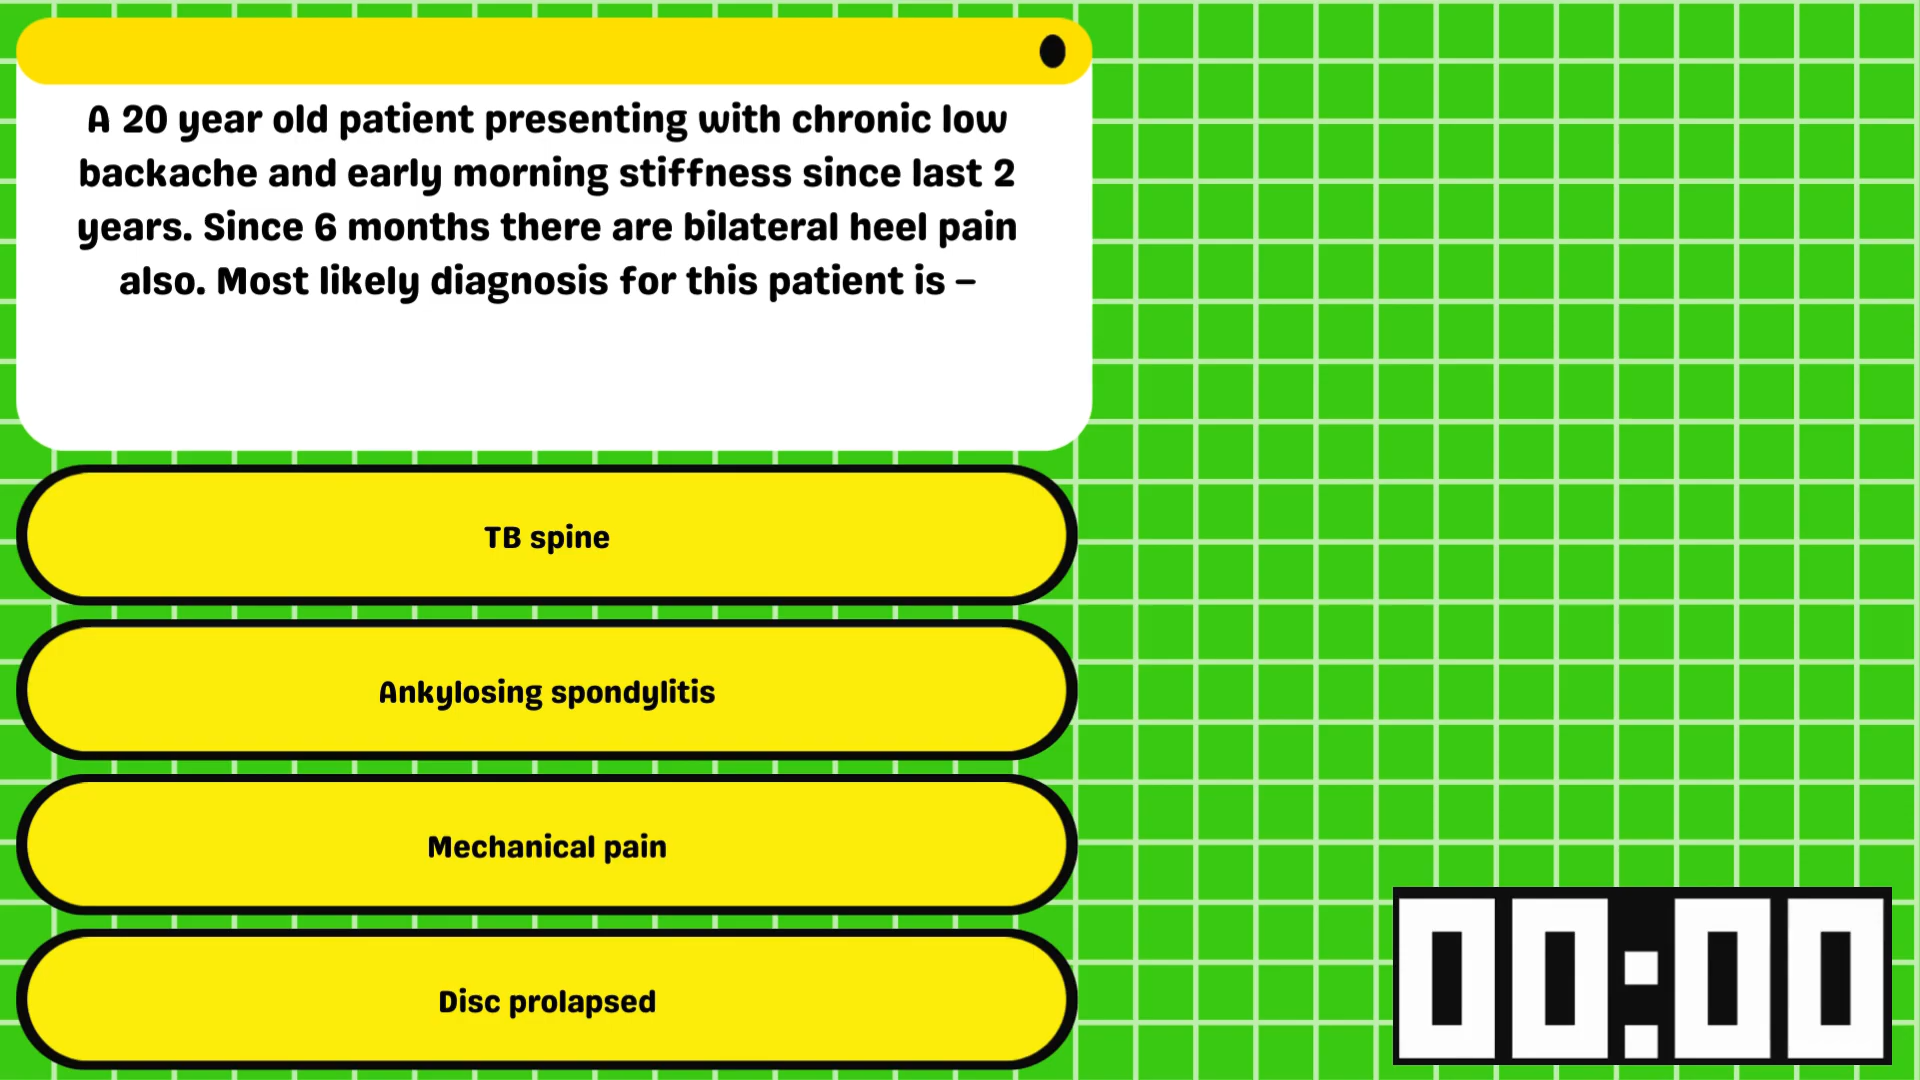 A 20 year old patient presenting with chronic low
backache and early morning stiffness since last 2
years. Since 6 months there are bilateral heel pain
also. Most likely diagnosis for this patient is –
TB spine
Ankylosing spondylitis
Mechanical pain
Disc prolapsed
00:00